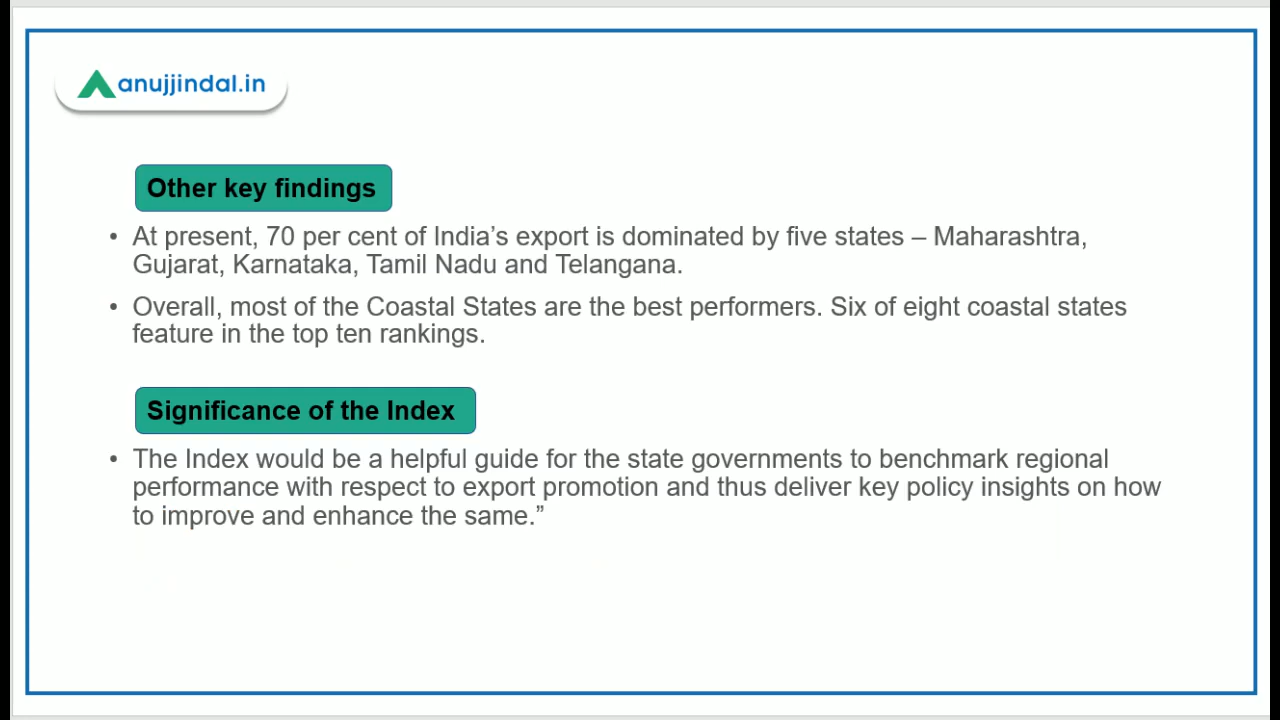 anujjindal.in
Other key findings
• At present, 70 per cent of India’s export is dominated by five states – Maharashtra,
Gujarat, Karnataka, Tamil Nadu and Telangana.
• Overall, most of the Coastal States are the best performers. Six of eight coastal states
feature in the top ten rankings.
Significance of the Index
• The Index would be a helpful guide for the state governments to benchmark regional
performance with respect to export promotion and thus deliver key policy insights on how
to improve and enhance the same.”